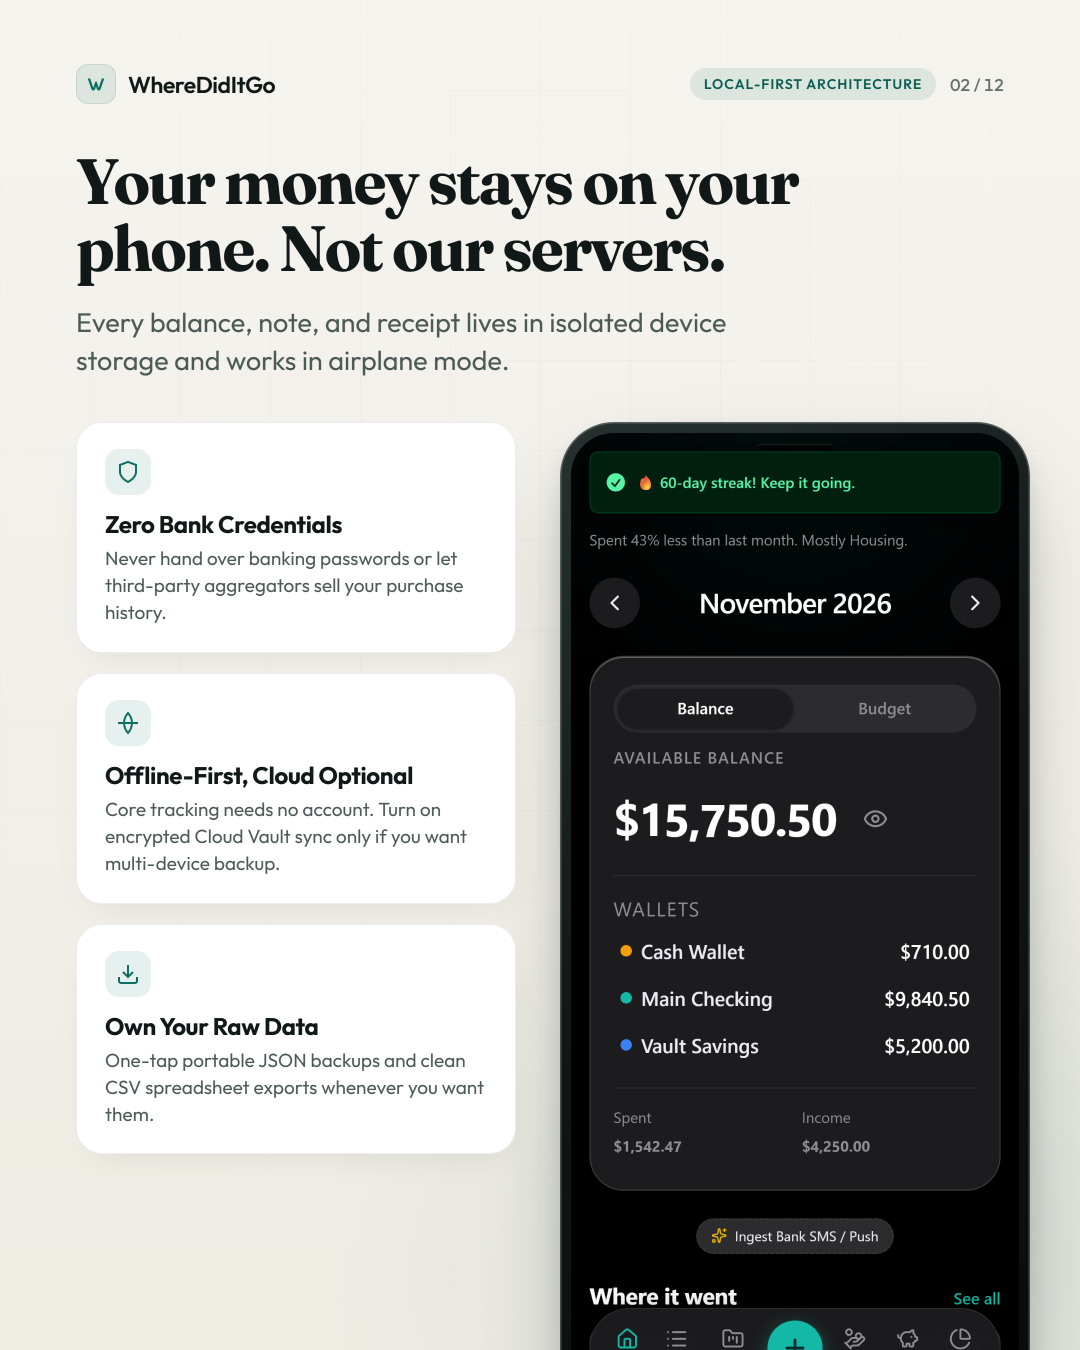 W WhereDidItGo
LOCAL-FIRST ARCHITECTURE 02 / 12
Your money stays on your
phone. Not our servers.
Every balance, note, and receipt lives in isolated device
storage and works in airplane mode.
Zero Bank Credentials
Never hand over banking passwords or let
third-party aggregators sell your purchase
history.
Offline-First, Cloud Optional
Core tracking needs no account. Turn on
encrypted Cloud Vault sync only if you want
multi-device backup.
Own Your Raw Data
One-tap portable JSON backups and clean
CSV spreadsheet exports whenever you want
them.
🔥 60-day streak! Keep it going.
Spent 43% less than last month. Mostly Housing.
November 2026
Balance Budget
AVAILABLE BALANCE
$15,750.50
WALLETS
Cash Wallet $710.00
Main Checking $9,840.50
Vault Savings $5,200.00
Spent Income
$1,542.47 $4,250.00
Ingest Bank SMS / Push
Where it went See all